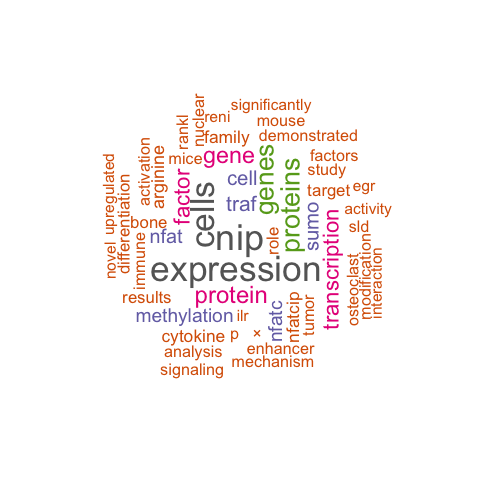 significantly
nuclear
reni
mouse
rankl
family
demonstrated
mice
gene
genes
factors
activation
arginine
cell
proteins
study
upregulated
factor
cells
traf
target
egr
differentiation
bone
nfat
nip
role
sumo
activity
sld
novel
immune
expression
transcription
osteoclast
modification
interaction
results
protein
methylation
ilr
nfatc
nfatcip
tumor
cytokine
p
×
analysis
enhancer
signaling
mechanism